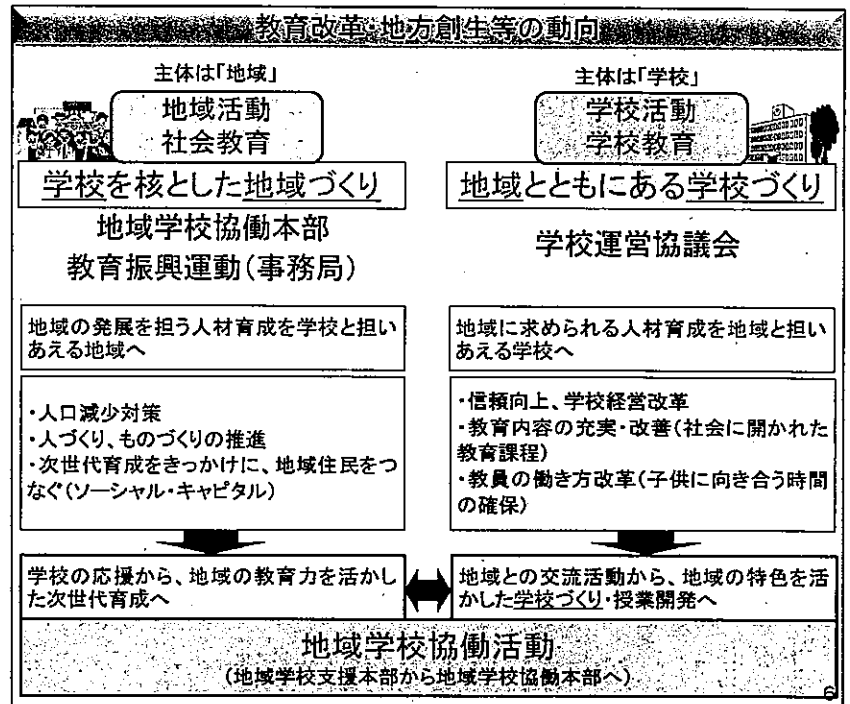 教育改革・地方創生等の動向
主体は「地域」
地域活動
社会教育
学校を核とした地域づくり
地域学校協働本部
教育振興運動(事務局)
地域の発展を担う人材育成を学校と担い
あえる地域へ
・人口減少対策
・人づくり、ものづくりの推進
・次世代育成をきっかけに、地域住民をつ
なぐ(ソーシャル・キャピタル)
学校の応援から、地域の教育力を活かし
た次世代育成へ
主体は「学校」
学校活動
学校教育
地域とともにある学校づくり
学校運営協議会
地域に求められる人材育成を地域と担い
あえる学校へ
・信頼向上、学校経営改革
・教育内容の充実・改善(社会に開かれた
教育課程)
・教員の働き方改革(子供に向き合う時間
の確保)
地域との交流活動から、地域の特色を活
かした学校づくり・授業開発へ
地域学校協働活動
(地域学校支援本部から地域学校協働本部へ)
6